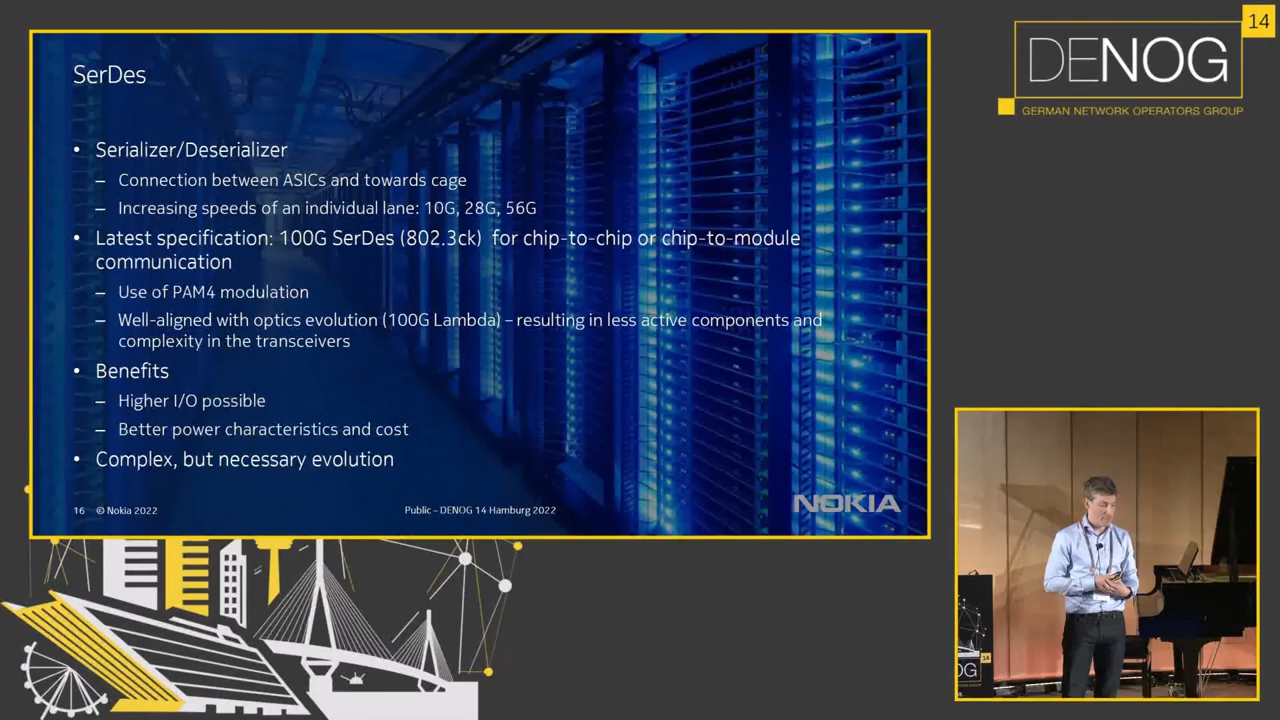 SerDes
• Serializer/Deserializer
– Connection between ASICs and towards cage
– Increasing speeds of an individual lane: 10G, 28G, 56G
• Latest specification: 100G SerDes (802.3ck) for chip-to-chip or chip-to-module
communication
– Use of PAM4 modulation
– Well-aligned with optics evolution (100G Lambda) – resulting in less active components and
complexity in the transceivers
• Benefits
– Higher I/O possible
– Better power characteristics and cost
• Complex, but necessary evolution
16 © Nokia 2022
Public – DENOG 14 Hamburg 2022
NOKIA
14
DENOG
GERMAN NETWORK OPERATORS GROUP
OG
14